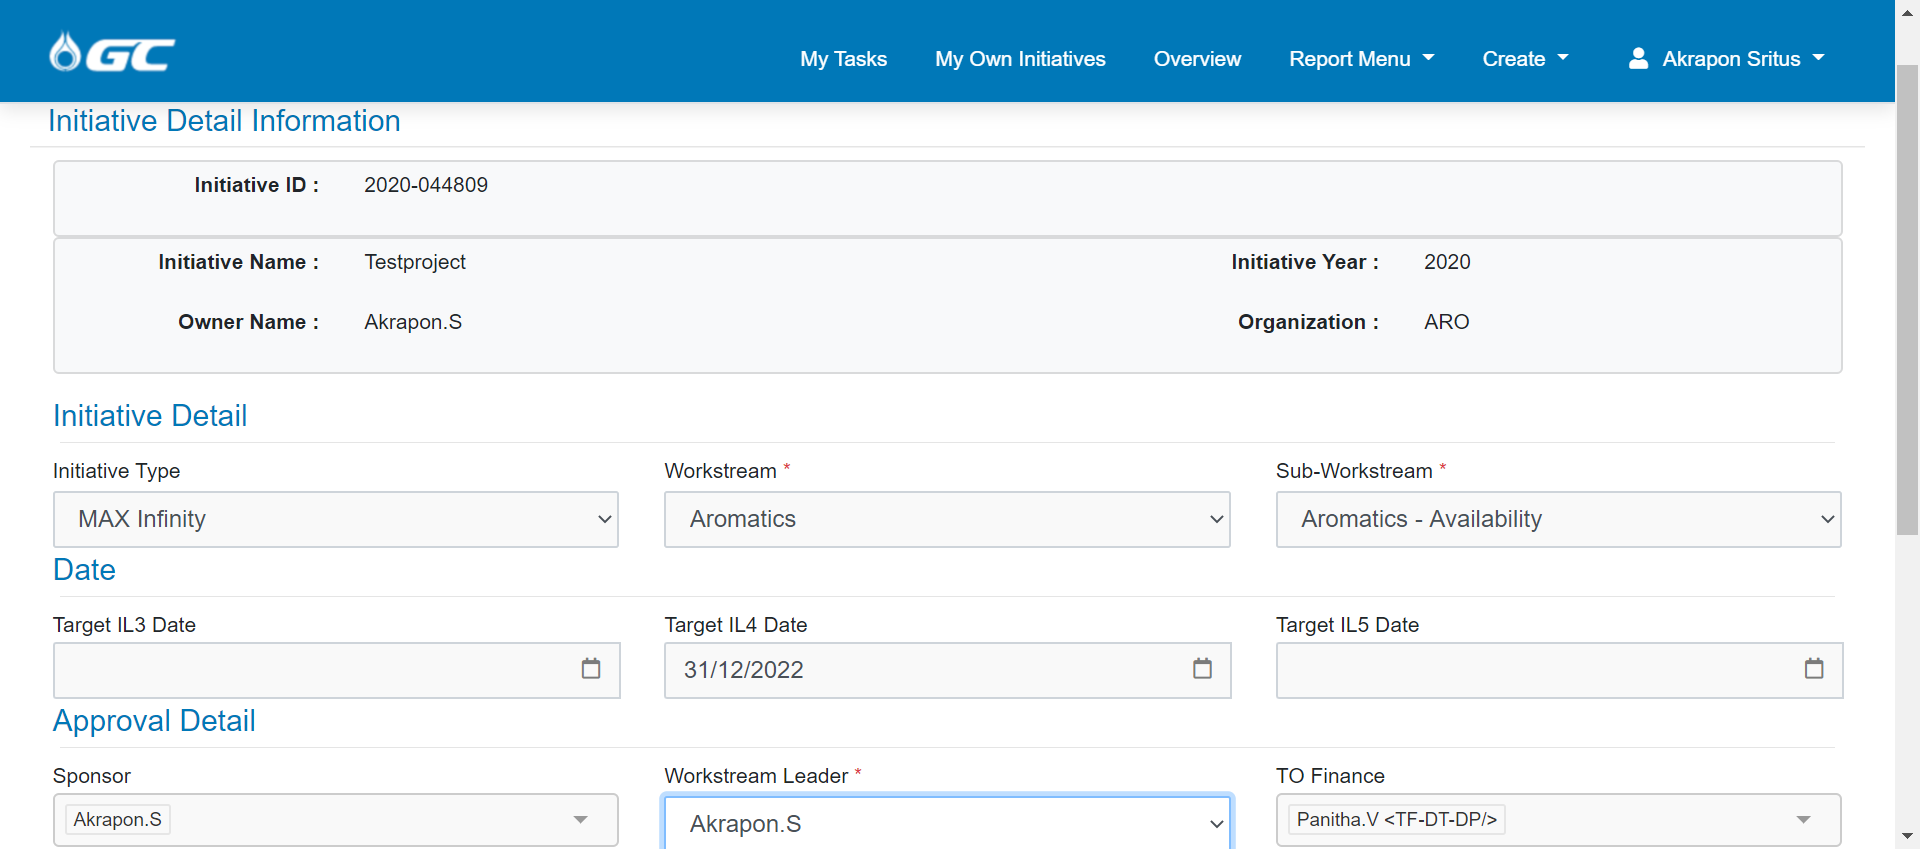 GC
My Tasks My Own Initiatives Overview Report Menu Create Akrapon Sritus
Initiative Detail Information
Initiative ID : 2020-044809
Initiative Name : Testproject Initiative Year : 2020
Owner Name : Akrapon.S Organization : ARO
Initiative Detail
Initiative Type Workstream * Sub-Workstream *
MAX Infinity Aromatics Aromatics - Availability
Date
Target IL3 Date Target IL4 Date Target IL5 Date
31/12/2022
Approval Detail
Sponsor Workstream Leader * TO Finance
Akrapon.S Akrapon.S Panitha.V <TF-DT-DP/>